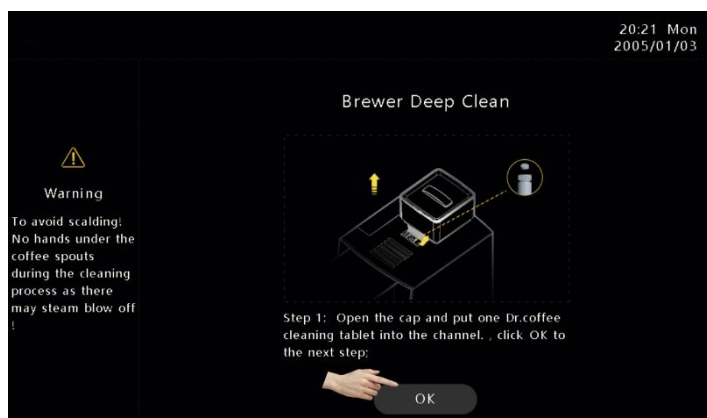 20:21 Mon
2005/01/03
Brewer Deep Clean
Warning
To avoid scalding!
No hands under the
coffee spouts
during the cleaning
process as there
may steam blow off
!
Step 1: Open the cap and put one Dr.coffee
cleaning tablet into the channel. , click OK to
the next step;
OK